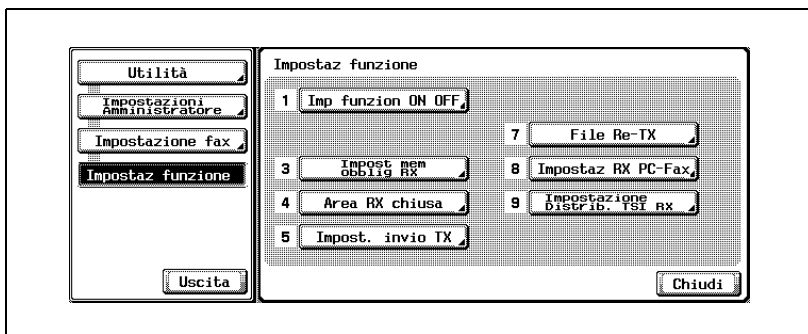 Utilità
Impostazioni
Amministratore
Impostazione fax
Impostaz funzione
Uscita
Impostaz funzione
1 Imp funzion ON OFF
3 Impost mem
obblig RX
4 Area RX chiusa
5 Impost. invio TX
7 File Re-TX
8 Impostaz RX PC-Fax
9 Impostazione
Distrib. TSI RX
Chiudi